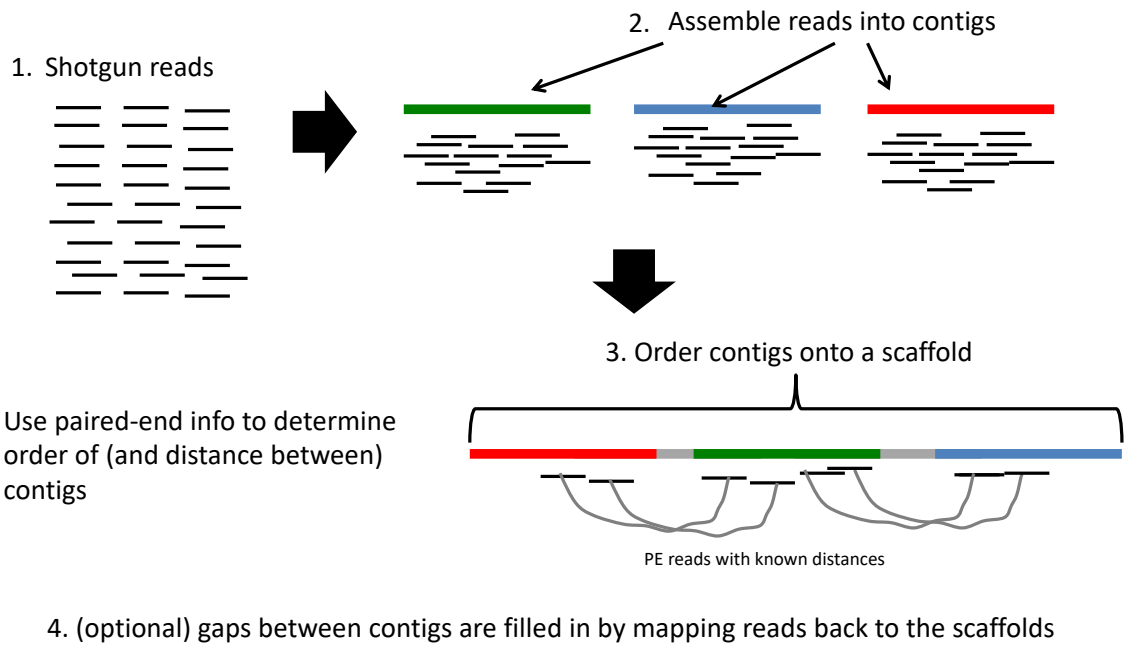 2. Assemble reads into contigs
1. Shotgun reads
3. Order contigs onto a scaffold
Use paired-end info to determine
order of (and distance between)
contigs
PE reads with known distances
4. (optional) gaps between contigs are filled in by mapping reads back to the scaffolds